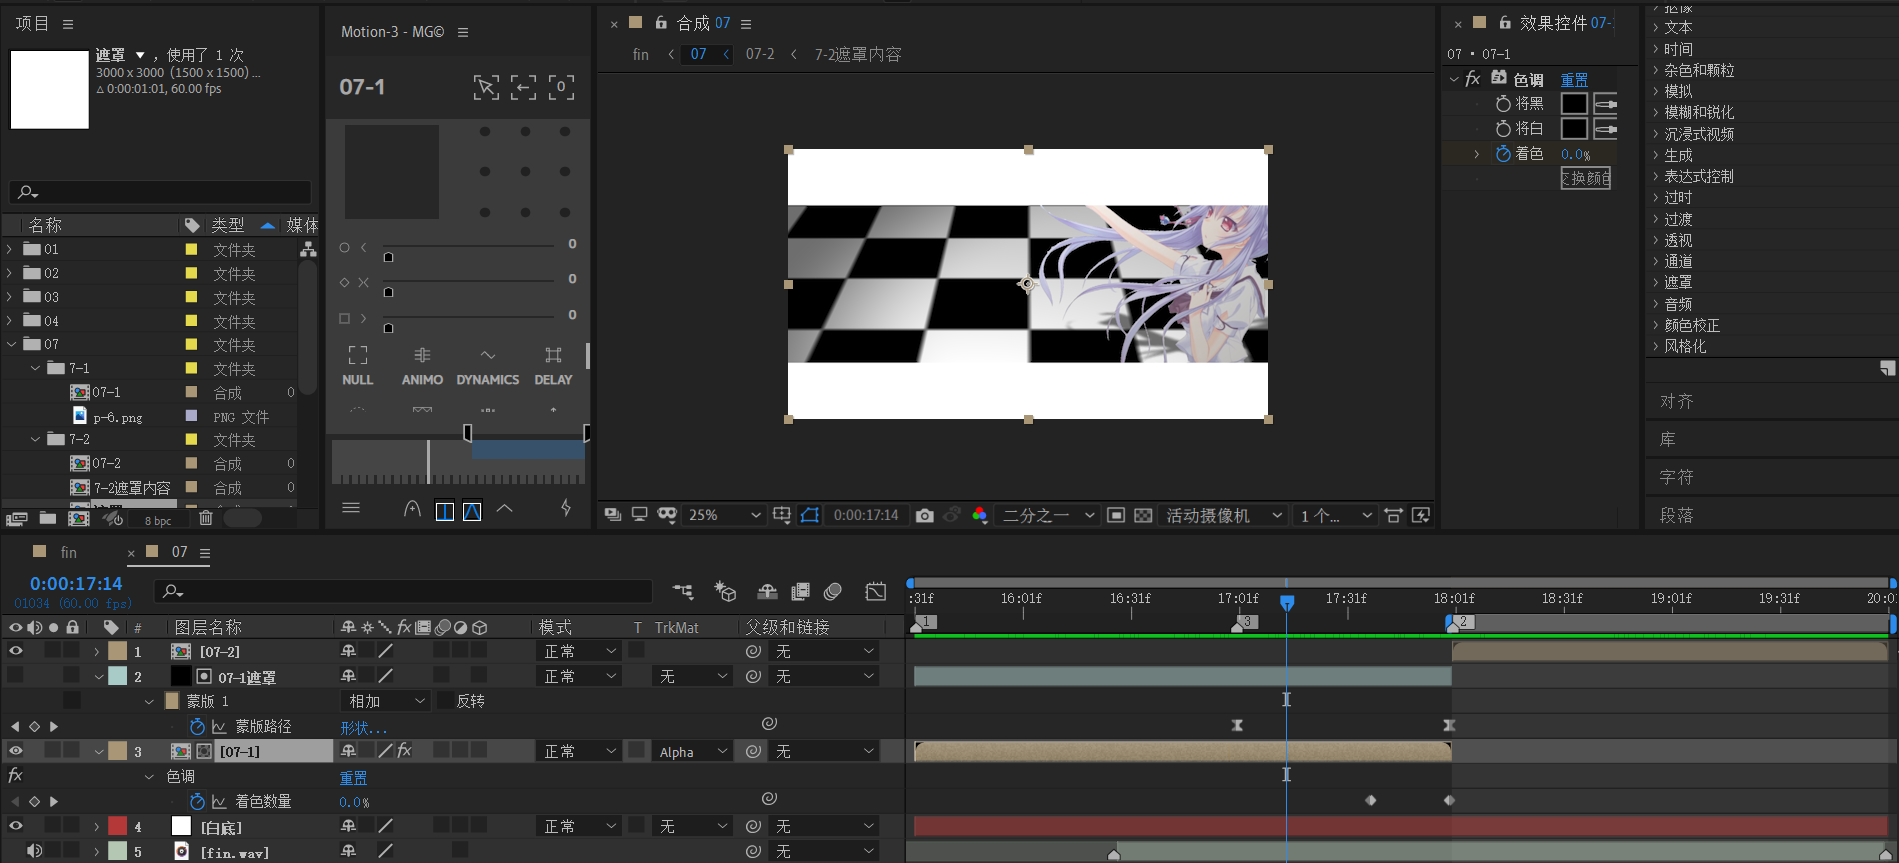 项目
遮罩 ▼ ，使用了 1 次
3000 x 3000 (1500 x 1500) ...
△ 0:00:01:01, 60.00 fps
名称 类型 媒体
01 文件夹
02 文件夹
03 文件夹
04 文件夹
07 文件夹
7-1 文件夹
07-1 合成 0
p-6.png PNG 文件
7-2 文件夹
07-2 合成 0
7-2遮罩内容 合成 0
8 bpc
Motion-3 - MG©
07-1
0
0
0
0
NULL ANIMO DYNAMICS DELAY
合成 07
fin 07 07-2 7-2遮罩内容
25% 0:00:17:14 二分之一 活动摄像机 1 个...
效果控件 07-
07 · 07-1
fx 色调 重置
将黑
将白
着色 0.0%
交换颜色
抠像
文本
时间
杂色和颗粒
模拟
模糊和锐化
沉浸式视频
生成
表达式控制
过时
过渡
透视
通道
遮罩
音频
颜色校正
风格化
对齐
库
字符
段落
fin × 07
0:00:17:14
01034 (60.00 fps)
:31f 16:01f 16:31f 17:01f 17:31f 18:01f 18:31f 19:01f 19:31f 20:0
1 3 2
# 图层名称 fx 模式 T TrkMat 父级和链接
1 [07-2] 正常 无
2 07-1遮罩 正常 无 无
蒙版 1 相加 反转
蒙版路径 形状...
3 [07-1] fx 正常 Alpha 无
fx 色调 重置
着色数量 0.0%
4 [白底] 正常 无 无
5 [fin.wav] 无